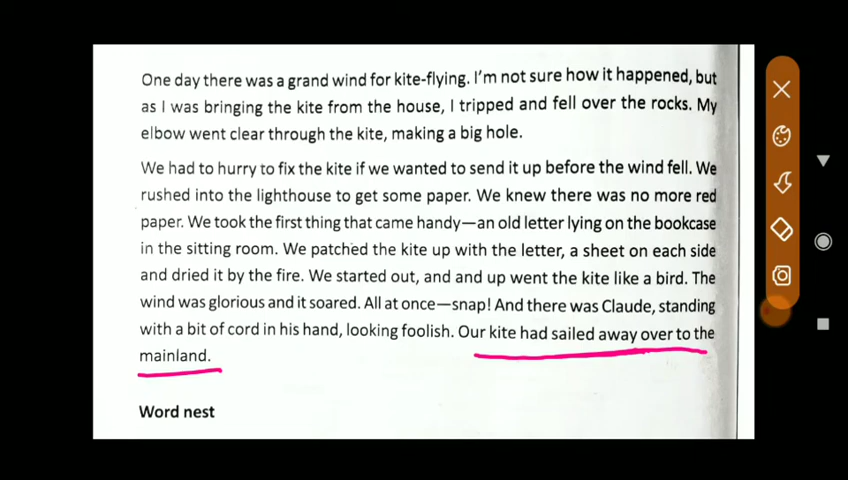 One day there was a grand wind for kite-flying. I'm not sure how it happened, but
as I was bringing the kite from the house, I tripped and fell over the rocks. My
elbow went clear through the kite, making a big hole.
We had to hurry to fix the kite if we wanted to send it up before the wind fell. We
rushed into the lighthouse to get some paper. We knew there was no more red
paper. We took the first thing that came handy—an old letter lying on the bookcase
in the sitting room. We patched the kite up with the letter, a sheet on each side
and dried it by the fire. We started out, and and up went the kite like a bird. The
wind was glorious and it soared. All at once—snap! And there was Claude, standing
with a bit of cord in his hand, looking foolish. Our kite had sailed away over to the
mainland.
Word nest